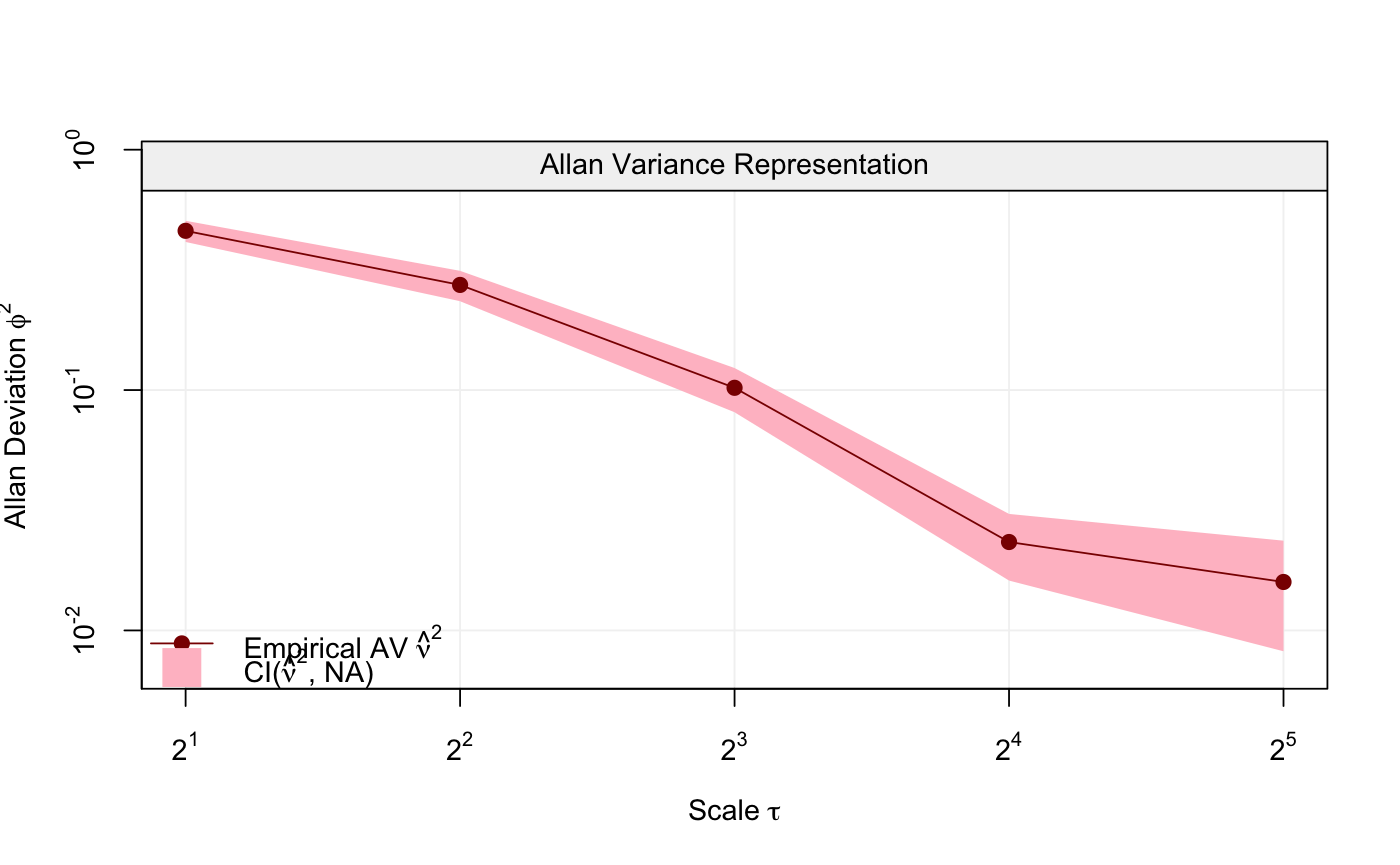 Allan Variance Representation
10^0
10^-1
10^-2
Allan Deviation ϕ^2
Empirical AV ν̂^2
CI(ν̂^2, NA)
2^1 2^2 2^3 2^4 2^5
Scale τ